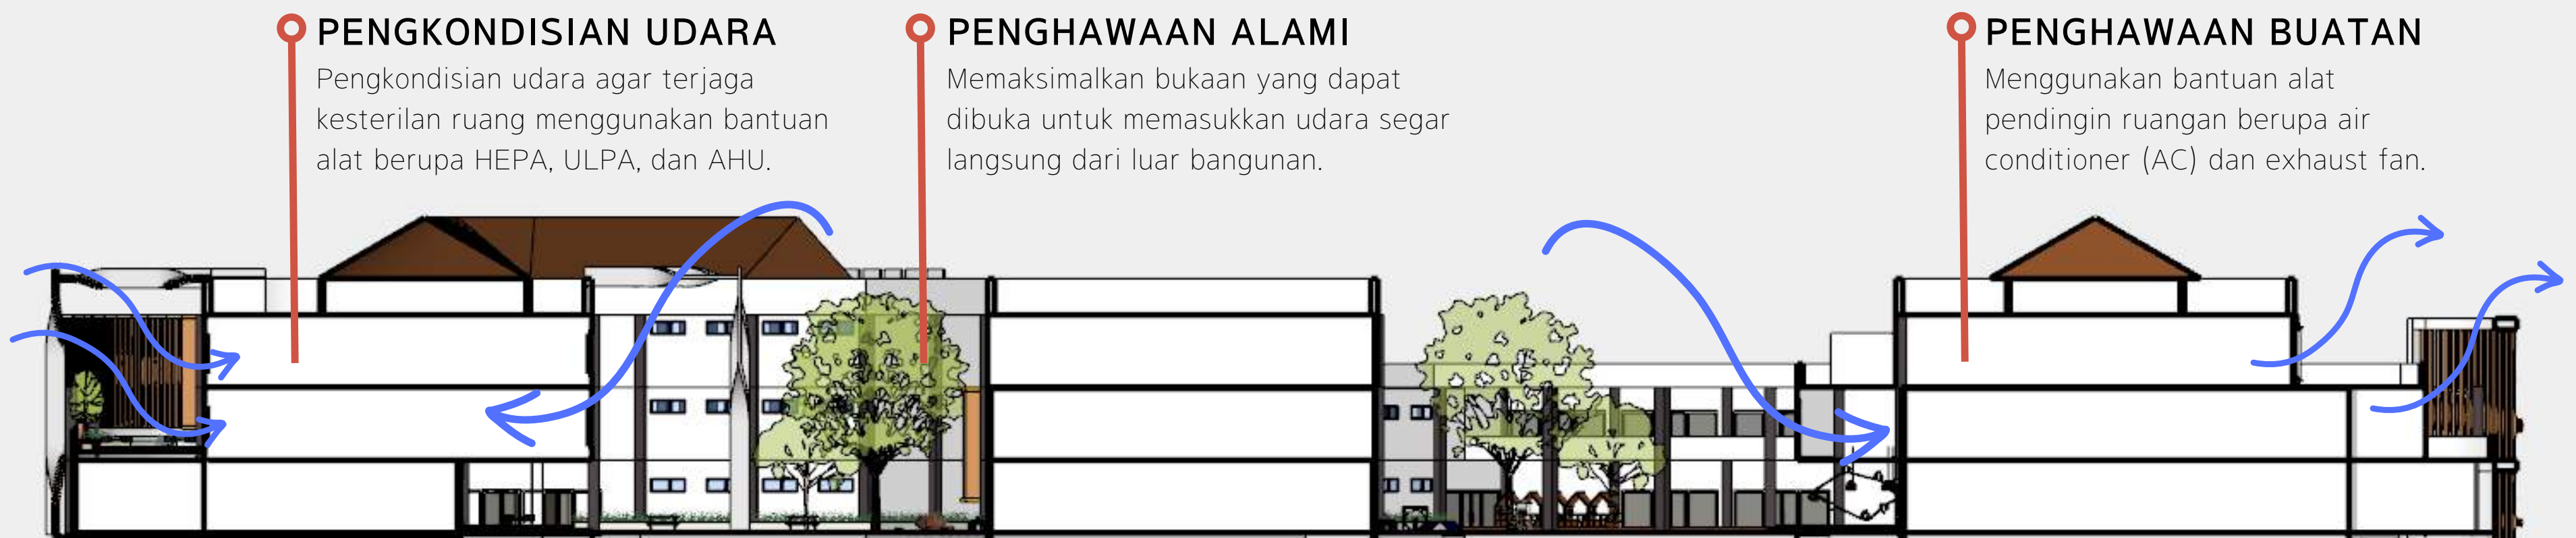 PENGKONDISIAN UDARA
Pengkondisian udara agar terjaga
kesterilan ruang menggunakan bantuan
alat berupa HEPA, ULPA, dan AHU.
PENGHAWAAN ALAMI
Memaksimalkan bukaan yang dapat
dibuka untuk memasukkan udara segar
langsung dari luar bangunan.
PENGHAWAAN BUATAN
Menggunakan bantuan alat
pendingin ruangan berupa air
conditioner (AC) dan exhaust fan.